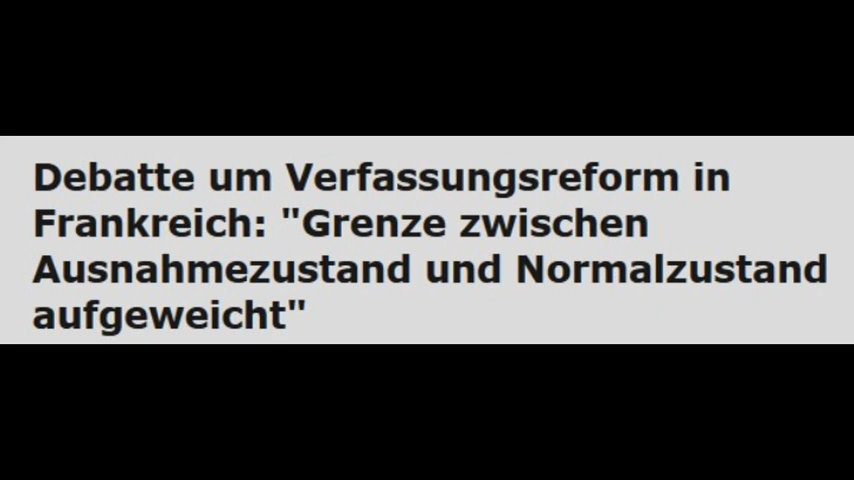 Debatte um Verfassungsreform in
Frankreich: "Grenze zwischen
Ausnahmezustand und Normalzustand
aufgeweicht"